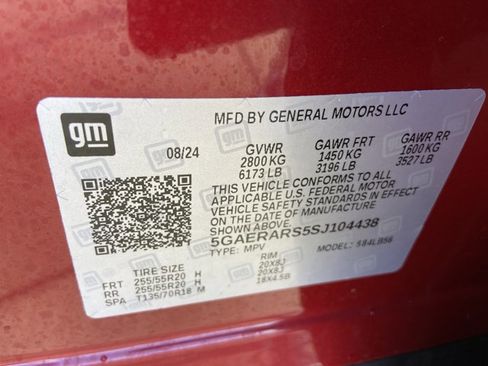 gm
MFD BY GENERAL MOTORS LLC
08/24 GVWR GAWR FRT GAWR RR
2800 KG 1450 KG 1600 KG
6173 LB 3196 LB 3527 LB
THIS VEHICLE CONFORMS TO ALL
APPLICABLE U.S. FEDERAL MOTOR
VEHICLE SAFETY STANDARDS IN EFFECT
ON THE DATE OF MANUFACTURE
SHOWN ABOVE.
5GAERARS5SJ104438
TYPE: MPV MODEL: 584LB56
TIRE SIZE RIM
FRT 255/55R20 H 20X8J
RR 255/55R20 H 20X8J
SPA T135/70R18 M 18X4.5B